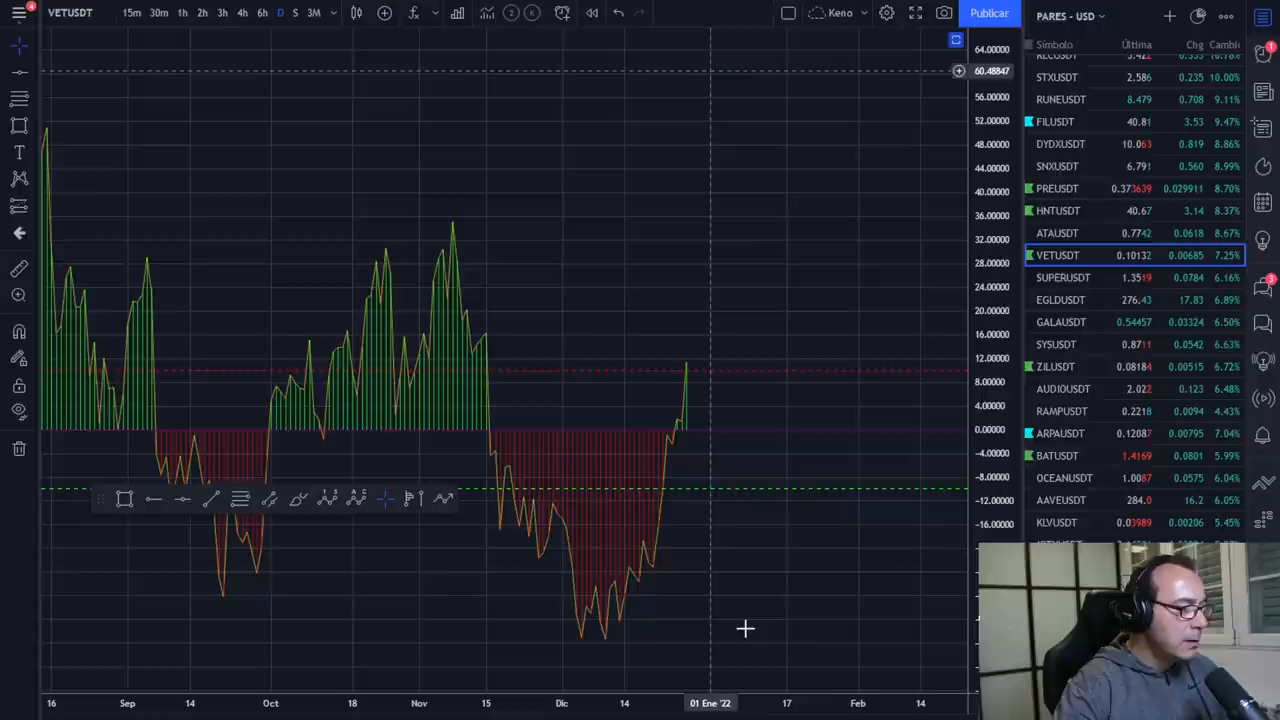 4
VETUSDT
15m 30m 1h 2h 3h 4h 6h D S 3M
2 K
Keno
Publicar
PARES - USD
Símbolo Última Chg Cambi
10.78%
STXUSDT 2.586 0.235 10.00%
RUNEUSDT 8.479 0.708 9.11%
FILUSDT 40.81 3.53 9.47%
DYDXUSDT 10.063 0.819 8.86%
SNXUSDT 6.791 0.560 8.99%
PREUSDT 0.373639 0.029911 8.70%
HNTUSDT 40.67 3.14 8.37%
ATAUSDT 0.7742 0.0618 8.67%
VETUSDT 0.10132 0.00685 7.25%
SUPERUSDT 1.3519 0.0784 6.16%
EGLDUSDT 276.43 17.83 6.89%
GALAUSDT 0.54457 0.03324 6.50%
SYSUSDT 0.8711 0.0542 6.63%
ZILUSDT 0.08184 0.00515 6.72%
AUDIOUSDT 2.022 0.123 6.48%
RAMPUSDT 0.2218 0.0094 4.43%
ARPAUSDT 0.12087 0.00795 7.04%
BATUSDT 1.4169 0.0801 5.99%
OCEANUSDT 1.0087 0.0575 6.04%
AAVEUSDT 284.0 16.2 6.05%
KLVUSDT 0.03989 0.00206 5.45%
1
3
64.00000
60.48847
56.00000
52.00000
48.00000
44.00000
40.00000
36.00000
32.00000
28.00000
24.00000
20.00000
16.00000
12.00000
8.00000
4.00000
0.00000
-4.00000
-8.00000
-12.00000
-16.00000
16 Sep 14 Oct 18 Nov 15 Dic 14 01 Ene '22 17 Feb 14